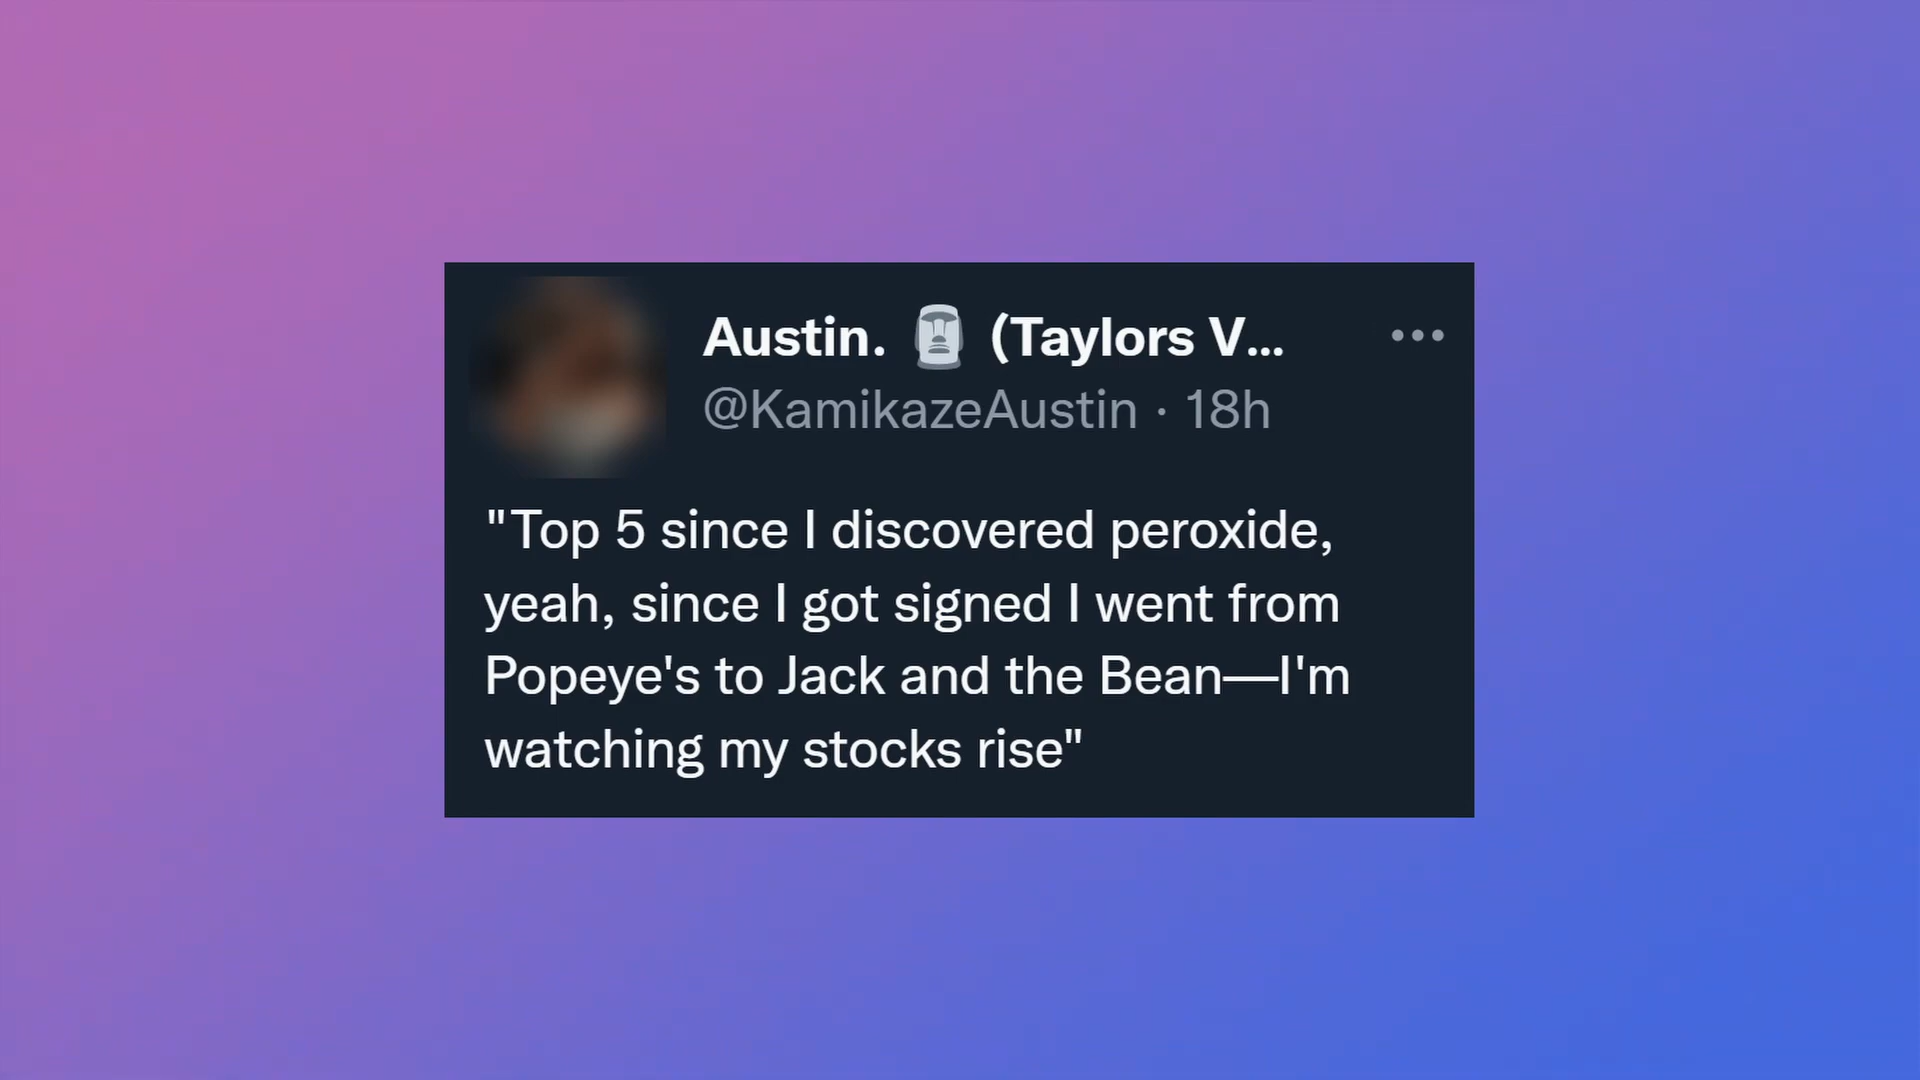 Austin. 🗿 (Taylors V...
@KamikazeAustin · 18h
"Top 5 since I discovered peroxide,
yeah, since I got signed I went from
Popeye's to Jack and the Bean—I'm
watching my stocks rise"